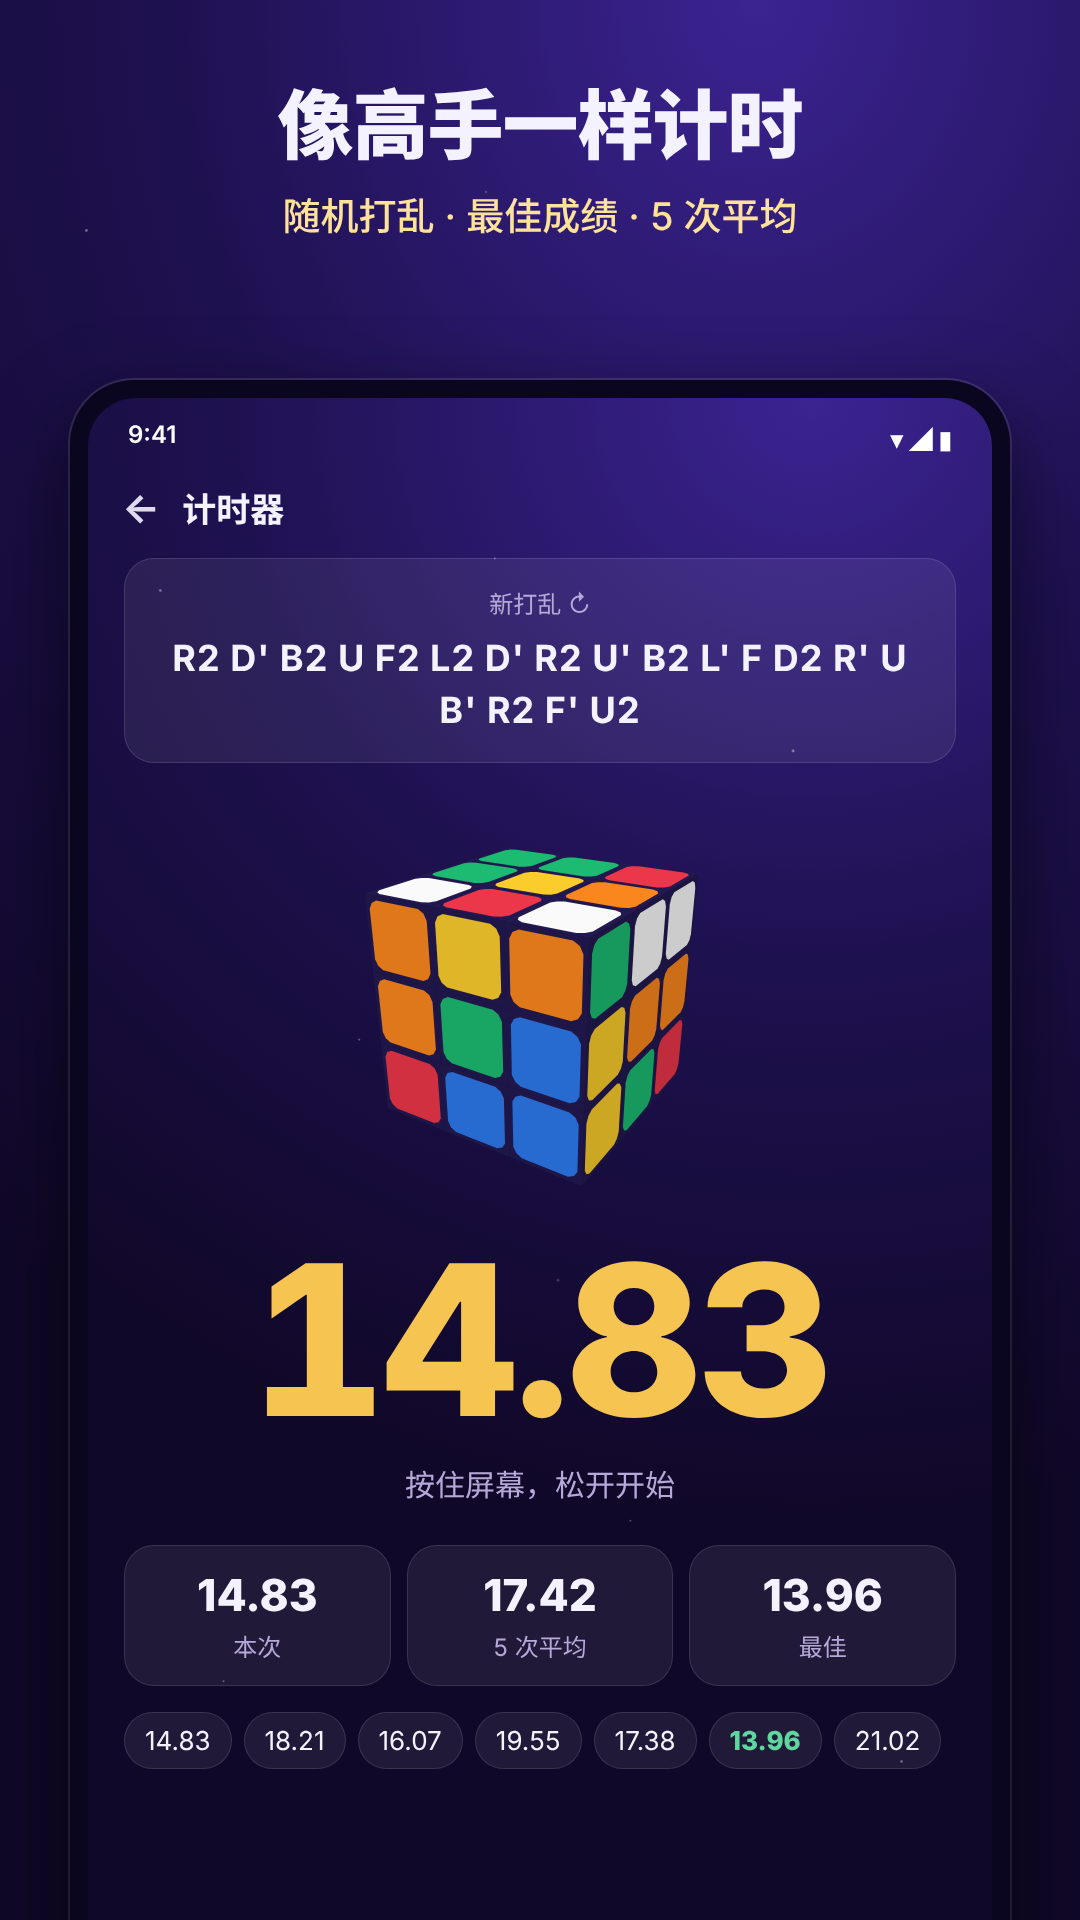 像高手一样计时
随机打乱 · 最佳成绩 · 5 次平均
9:41
计时器
新打乱
R2 D' B2 U F2 L2 D' R2 U' B2 L' F D2 R' U
B' R2 F' U2
14.83
按住屏幕，松开开始
14.83 17.42 13.96
本次 5 次平均 最佳
14.83 18.21 16.07 19.55 17.38 13.96 21.02